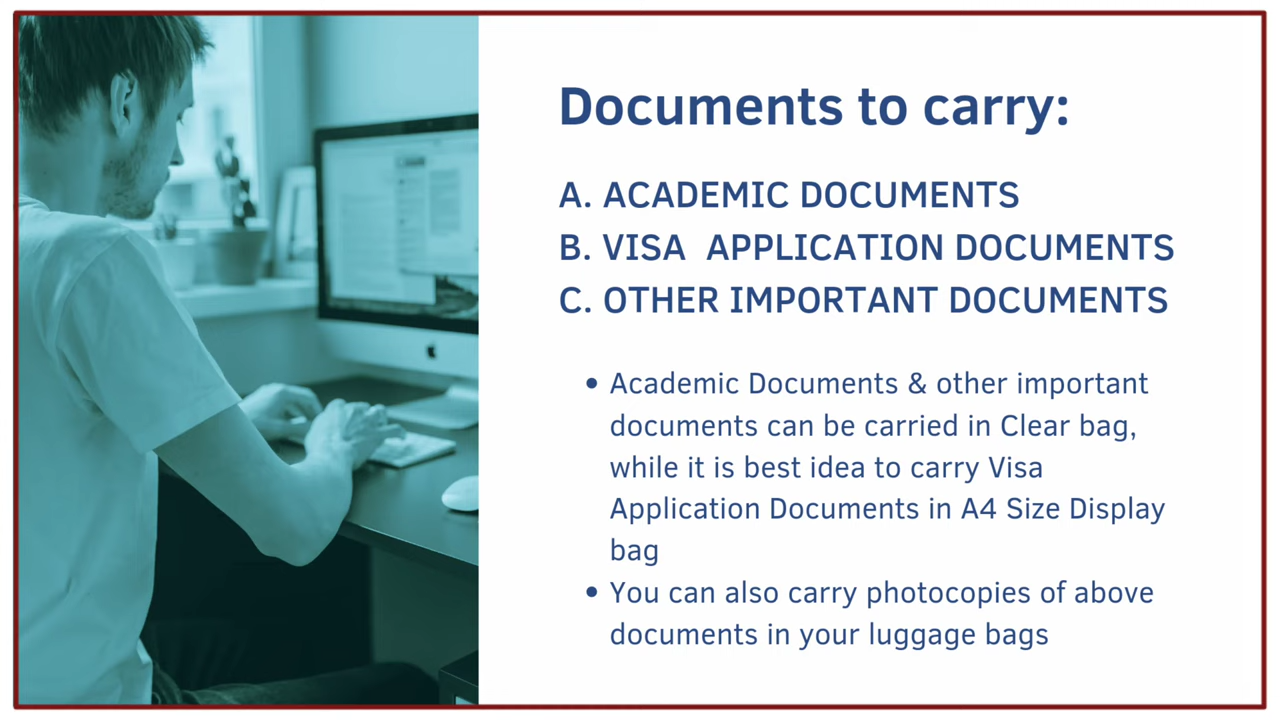 Documents to carry:
A. ACADEMIC DOCUMENTS
B. VISA APPLICATION DOCUMENTS
C. OTHER IMPORTANT DOCUMENTS
• Academic Documents & other important
documents can be carried in Clear bag,
while it is best idea to carry Visa
Application Documents in A4 Size Display
bag
• You can also carry photocopies of above
documents in your luggage bags